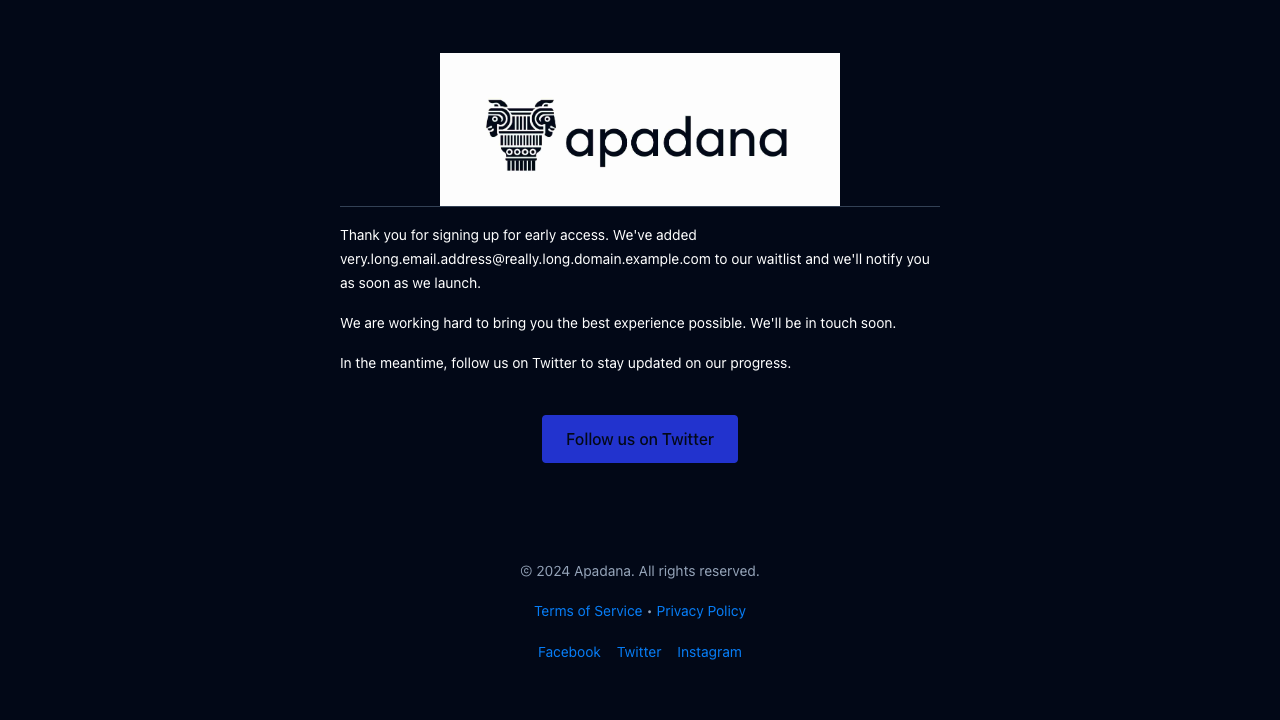 apadana
Thank you for signing up for early access. We've added
very.long.email.address@really.long.domain.example.com to our waitlist and we'll notify you
as soon as we launch.
We are working hard to bring you the best experience possible. We'll be in touch soon.
In the meantime, follow us on Twitter to stay updated on our progress.
Follow us on Twitter
© 2024 Apadana. All rights reserved.
Terms of Service • Privacy Policy
Facebook Twitter Instagram